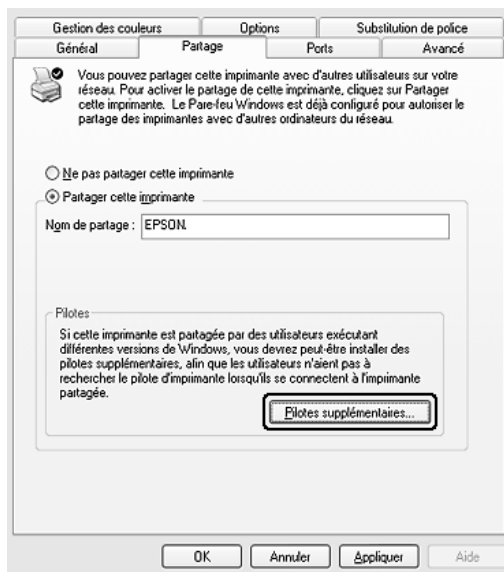 Gestion des couleurs Options Substitution de police
Général Partage Ports Avancé
Vous pouvez partager cette imprimante avec d'autres utilisateurs sur votre
réseau. Pour activer le partage de cette imprimante, cliquez sur Partager
cette imprimante. Le Pare-feu Windows est déjà configuré pour autoriser le
partage des imprimantes avec d'autres ordinateurs du réseau.
Ne pas partager cette imprimante
Partager cette imprimante
Nom de partage : EPSON.
Pilotes
Si cette imprimante est partagée par des utilisateurs exécutant
différentes versions de Windows, vous devrez peut-être installer des
pilotes supplémentaires, afin que les utilisateurs n'aient pas à
rechercher le pilote d'imprimante lorsqu'ils se connectent à l'imprimante
partagée.
Pilotes supplémentaires...
OK Annuler Appliquer Aide